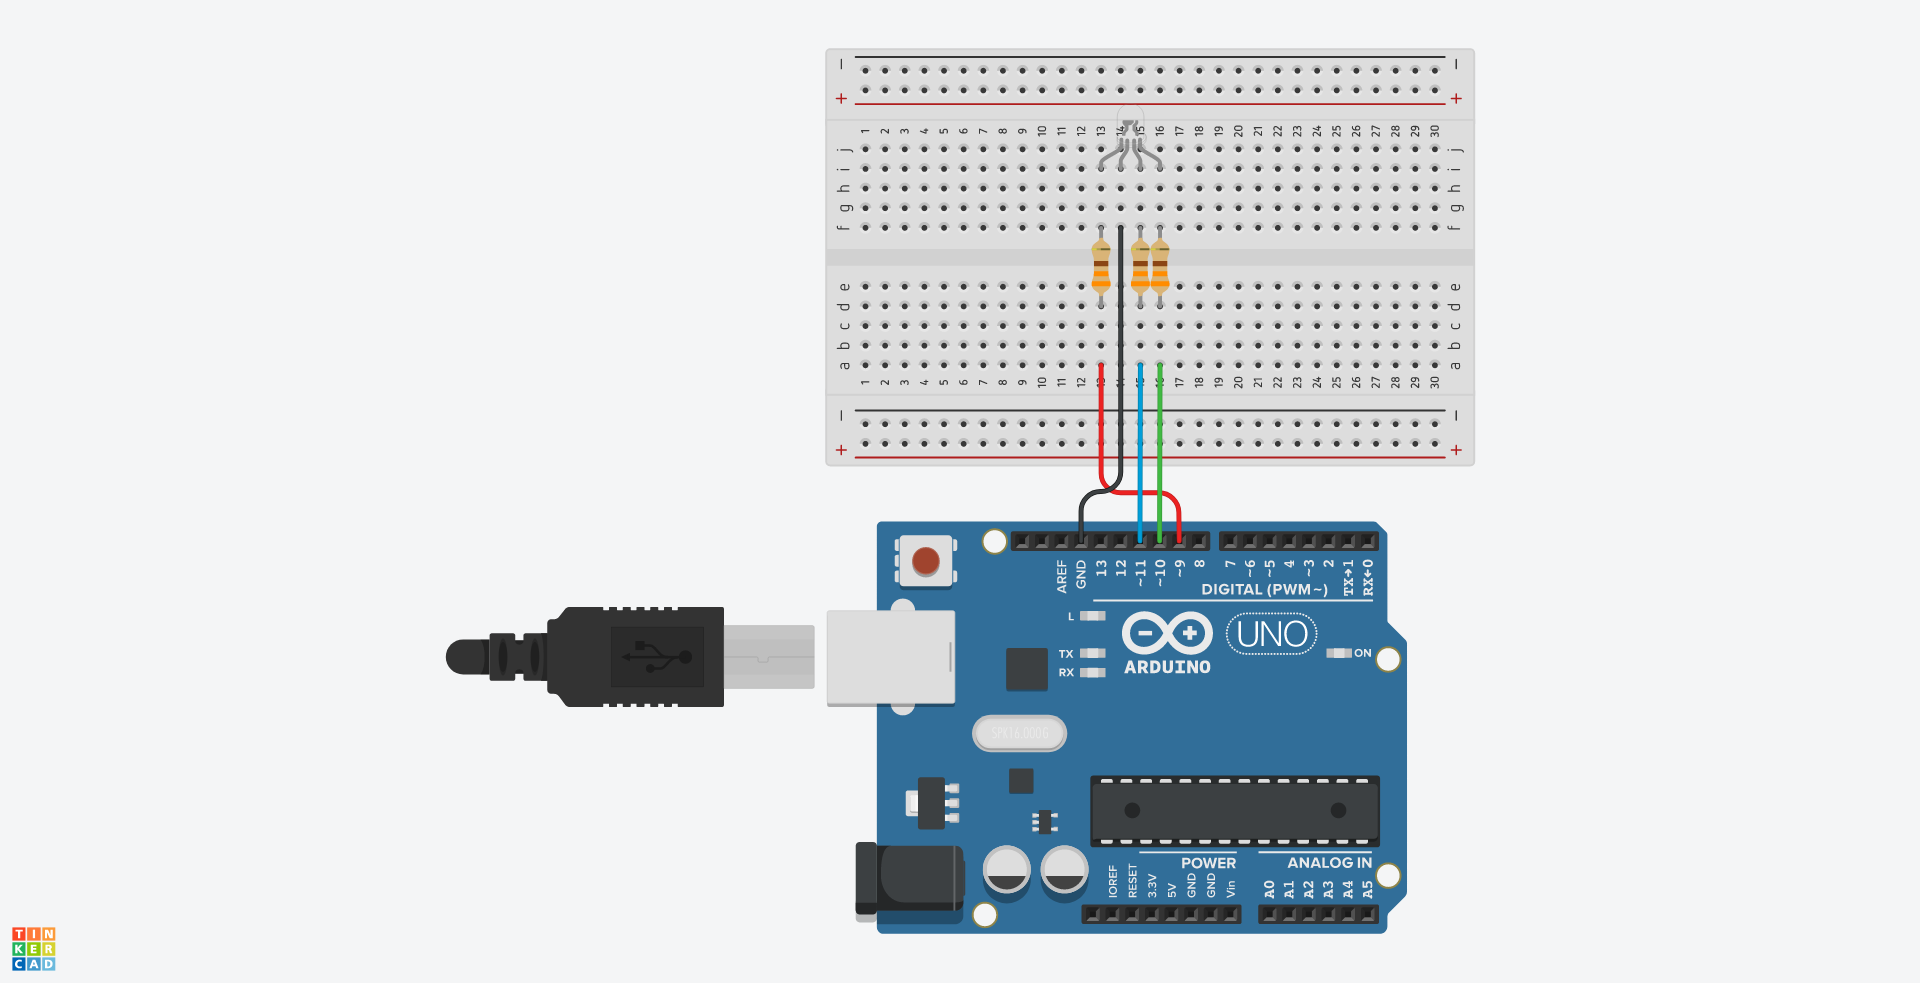 − −
+ +
1 2 3 4 5 6 7 8 9 10 11 12 13 14 15 16 17 18 19 20 21 22 23 24 25 26 27 28 29 30
j j
i i
h h
g g
f f
e e
d d
c c
b b
a a
1 2 3 4 5 6 7 8 9 10 11 12 13 14 15 16 17 18 19 20 21 22 23 24 25 26 27 28 29 30
− −
+ +
AREF GND 13 12 ~11 ~10 ~9 8 7 ~6 ~5 4 ~3 2 TX→1 RX←0
DIGITAL (PWM~)
L
UNO
TX
ON
RX
ARDUINO
SPK16.000G
POWER ANALOG IN
IOREF RESET 3.3V 5V GND GND Vin A0 A1 A2 A3 A4 A5
TIN
KER
CAD